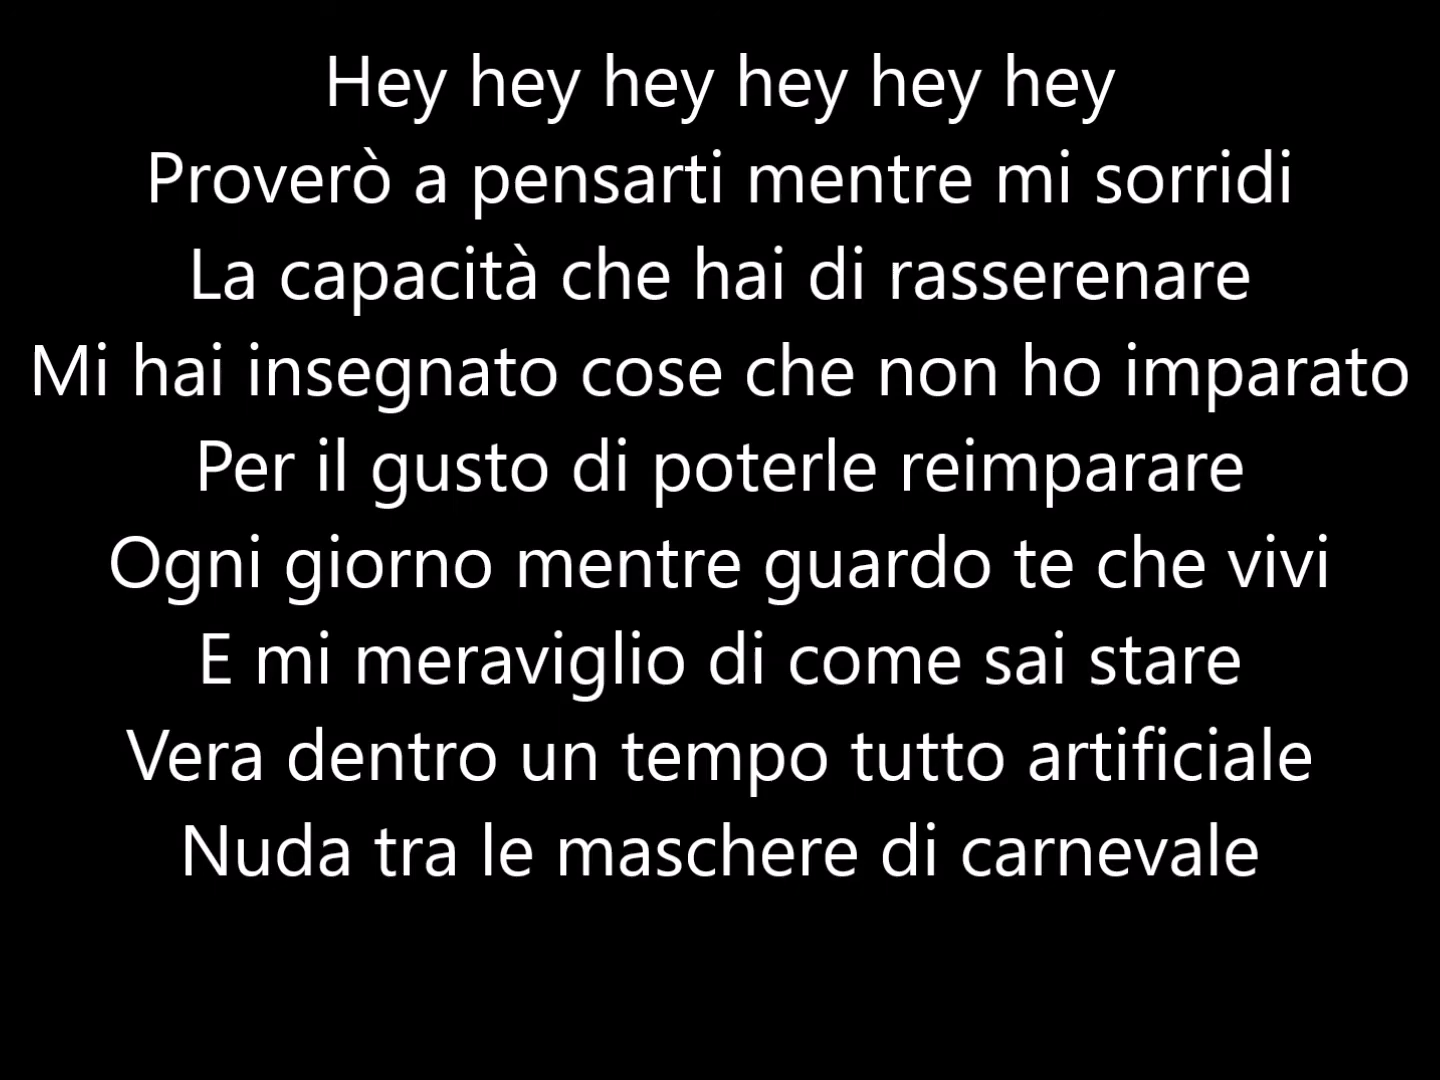 Hey hey hey hey hey hey
Proverò a pensarti mentre mi sorridi
La capacità che hai di rasserenare
Mi hai insegnato cose che non ho imparato
Per il gusto di poterle reimparare
Ogni giorno mentre guardo te che vivi
E mi meraviglio di come sai stare
Vera dentro un tempo tutto artificiale
Nuda tra le maschere di carnevale